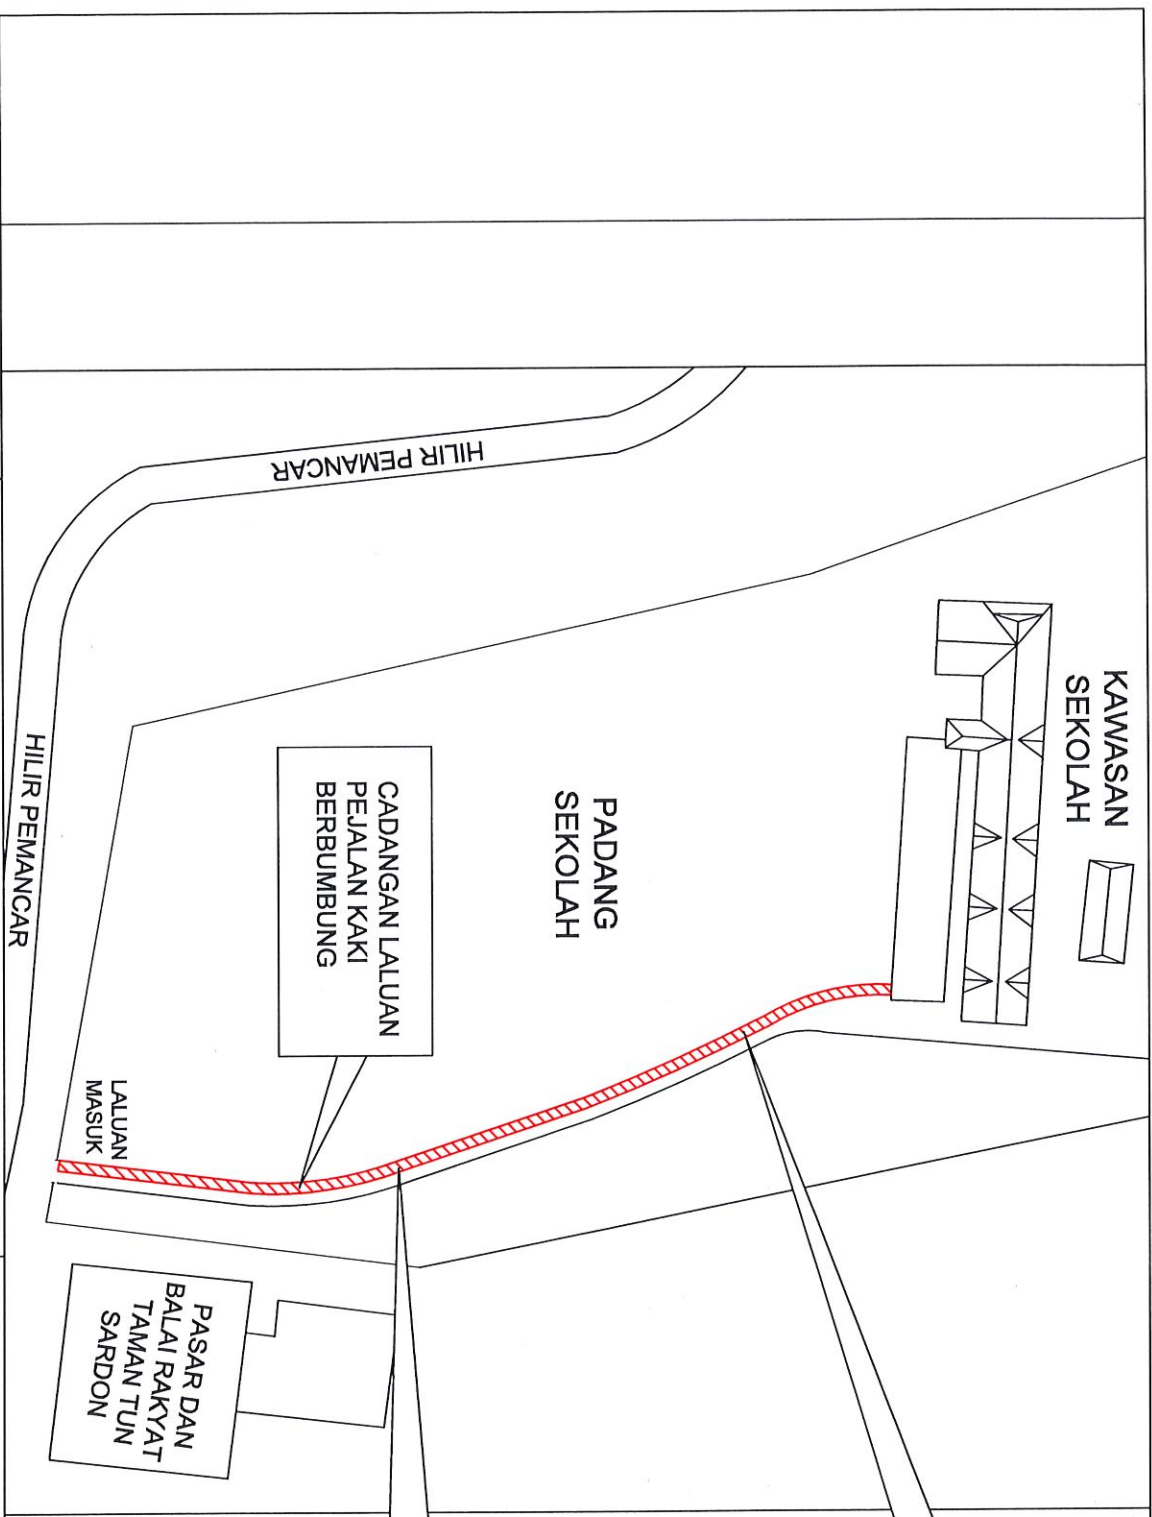 KAWASAN
SEKOLAH
PADANG
SEKOLAH
CADANGAN LALUAN
PEJALAN KAKI
BERBUMBUNG
HILIR PEMANCAR
HILIR PEMANCAR
LALUAN
MASUK
PASAR DAN
BALAI RAKYAT
TAMAN TUN
SARDON